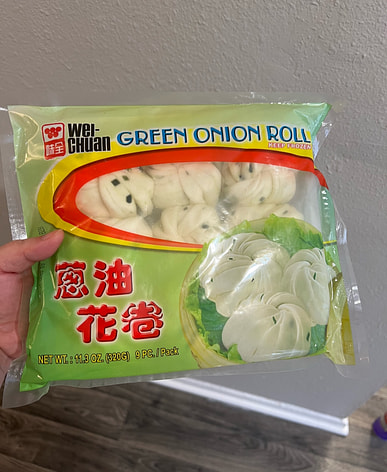 味全
WEI-CHUAN
GREEN ONION ROLL
KEEP FROZEN
蔥油
花卷
NET WT.: 11.3 OZ. (320G) 9 PC. / Pack